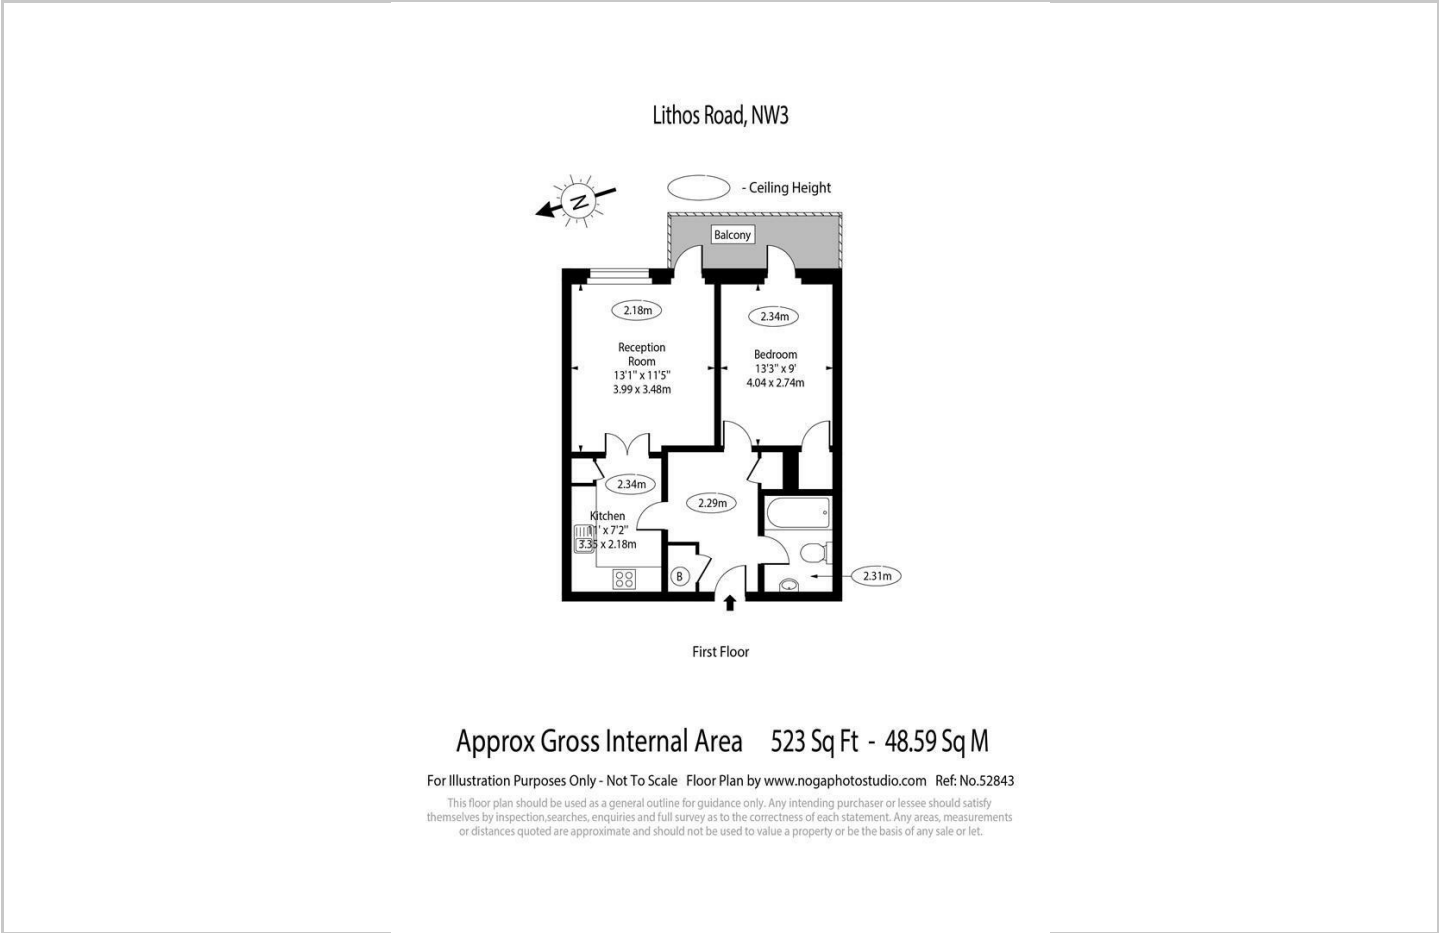 Lithos Road, NW3
N
- Ceiling Height
Balcony
2.18m
2.34m
Reception
Room
13'1" x 11'5"
3.99 x 3.48m
Bedroom
13'3" x 9'
4.04 x 2.74m
2.34m
2.29m
Kitchen
11' x 7'2"
3.35 x 2.18m
B
2.31m
First Floor
Approx Gross Internal Area 523 Sq Ft - 48.59 Sq M
For Illustration Purposes Only - Not To Scale Floor Plan by www.nogaphotostudio.com Ref: No.52843
This floor plan should be used as a general outline for guidance only. Any intending purchaser or lessee should satisfy
themselves by inspection,searches, enquiries and full survey as to the correctness of each statement. Any areas, measurements
or distances quoted are approximate and should not be used to value a property or be the basis of any sale or let.